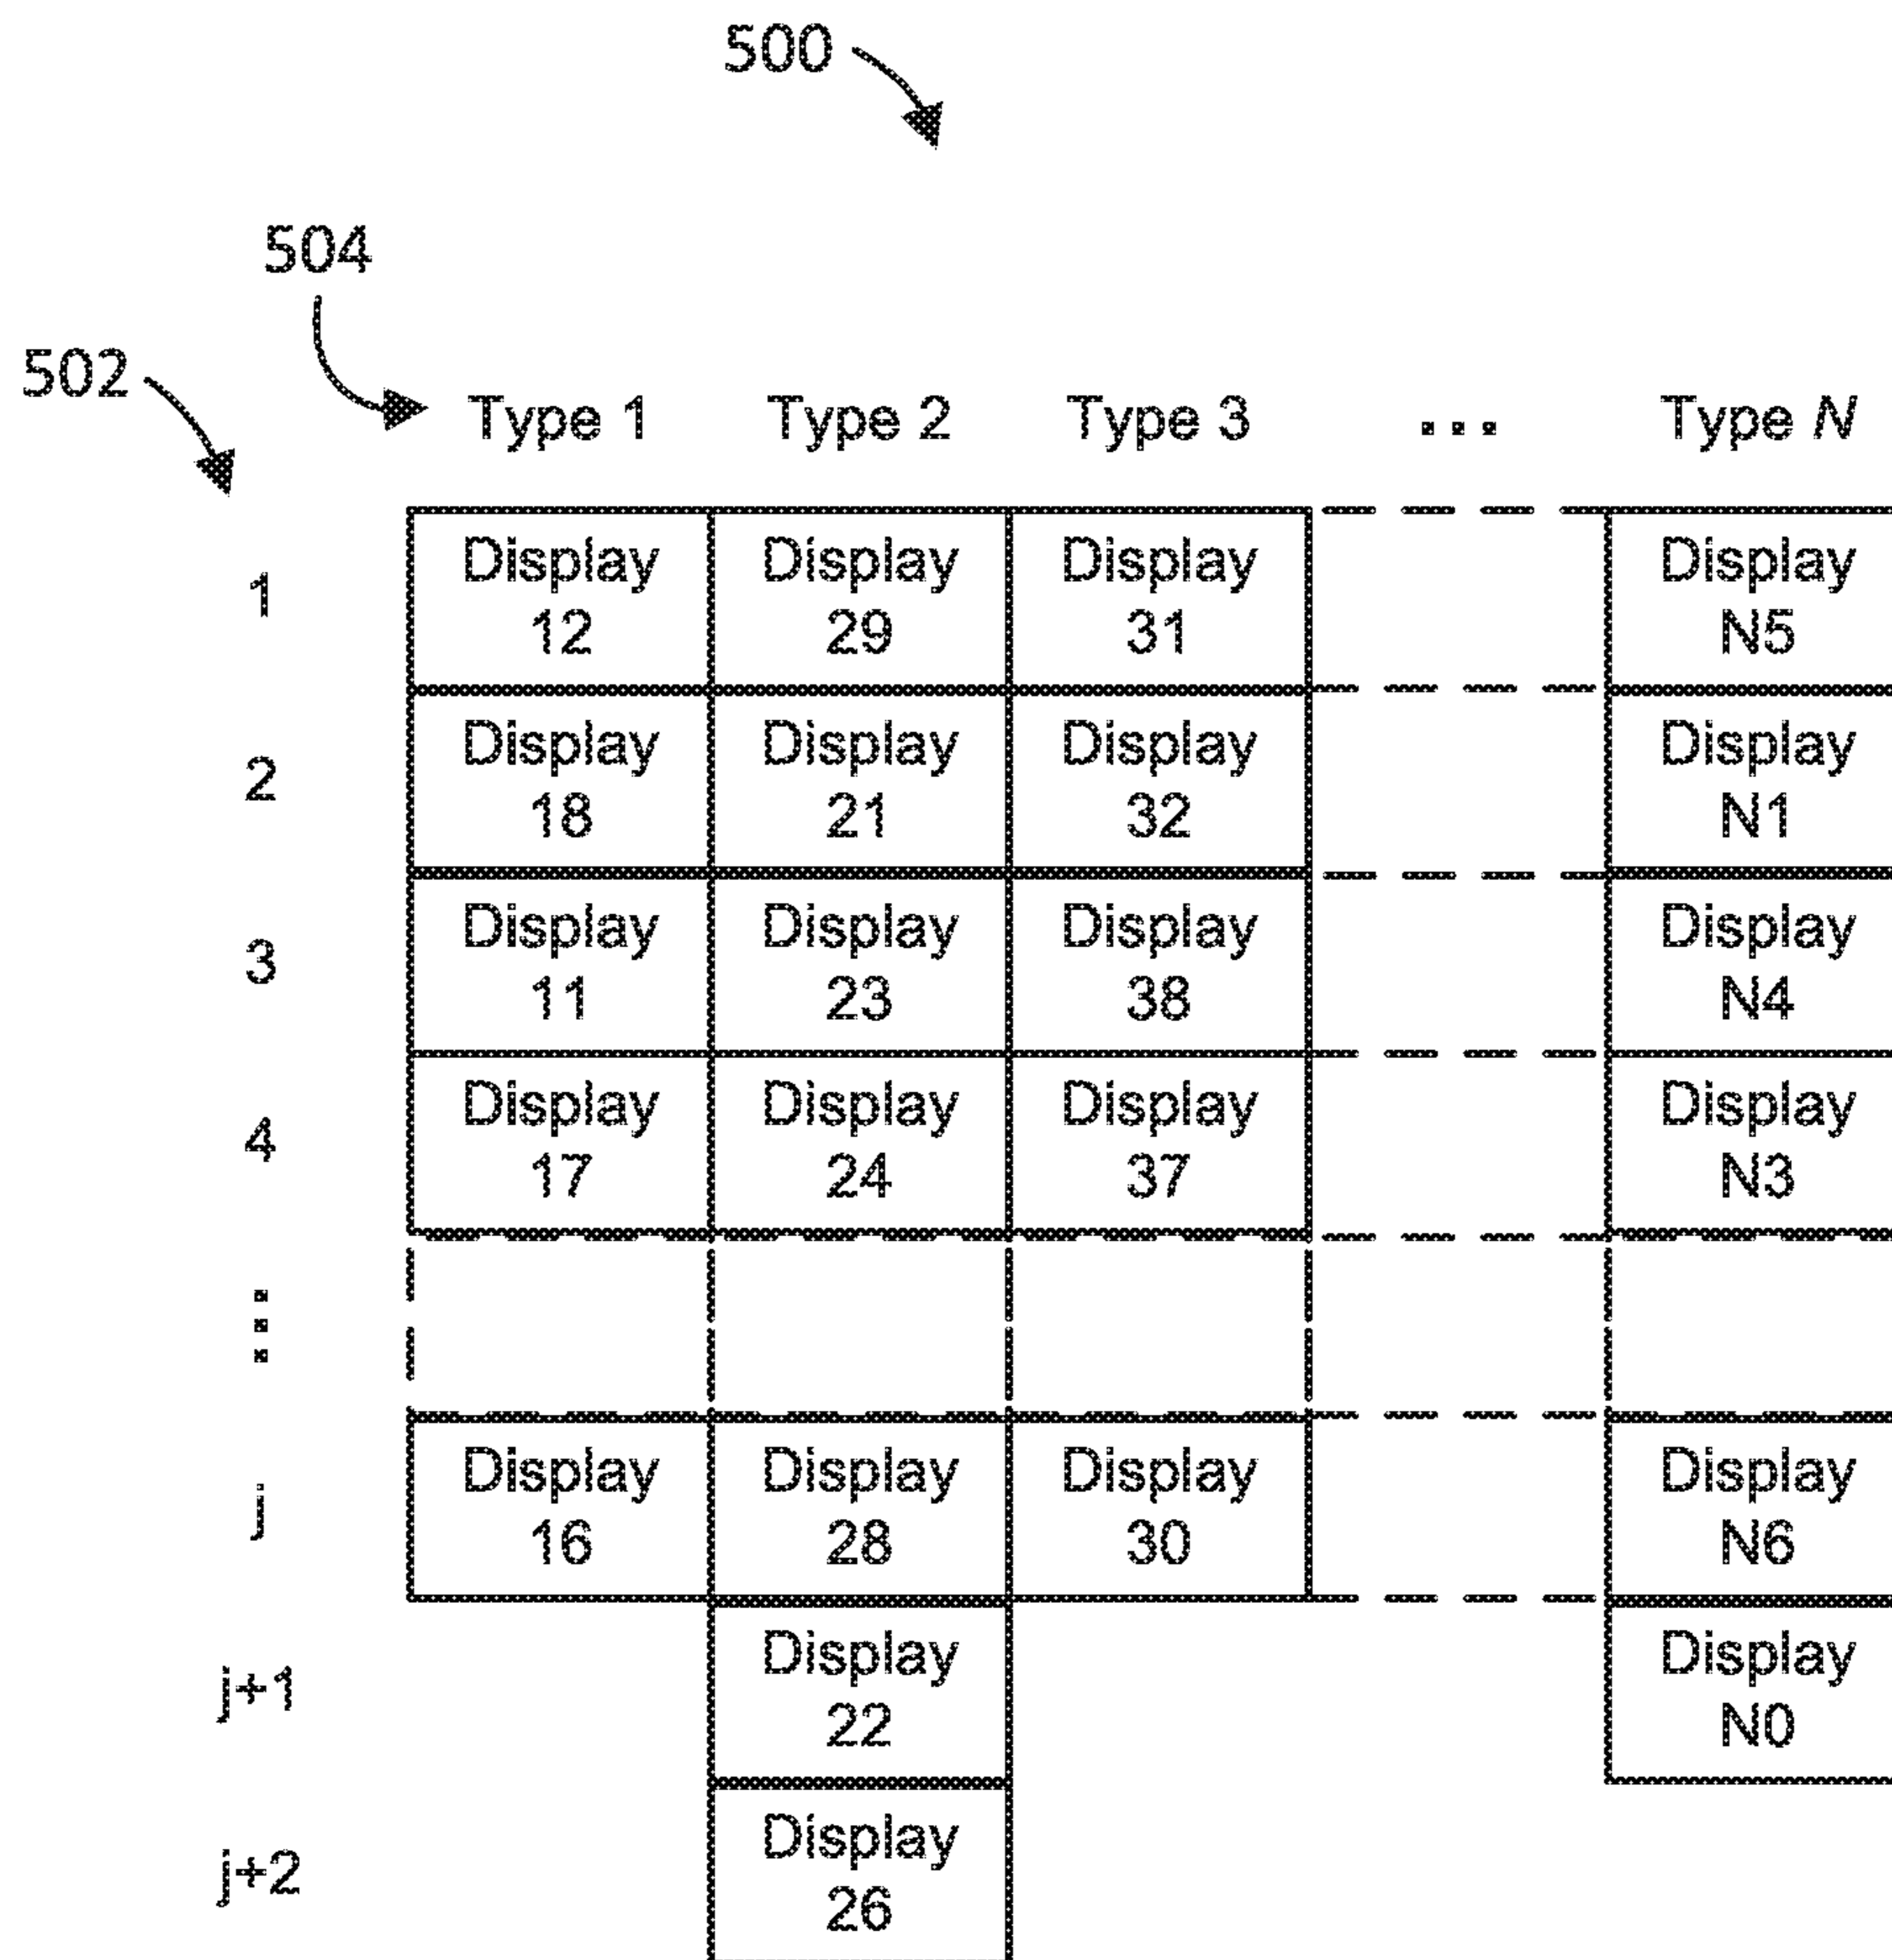 500
504
502
Type 1 Type 2 Type 3 ... Type N
1 Display 12 Display 29 Display 31 Display N5
2 Display 18 Display 21 Display 32 Display N1
3 Display 11 Display 23 Display 38 Display N4
4 Display 17 Display 24 Display 37 Display N3
⋮
j Display 16 Display 28 Display 30 Display N6
j+1 Display 22 Display N0
j+2 Display 26